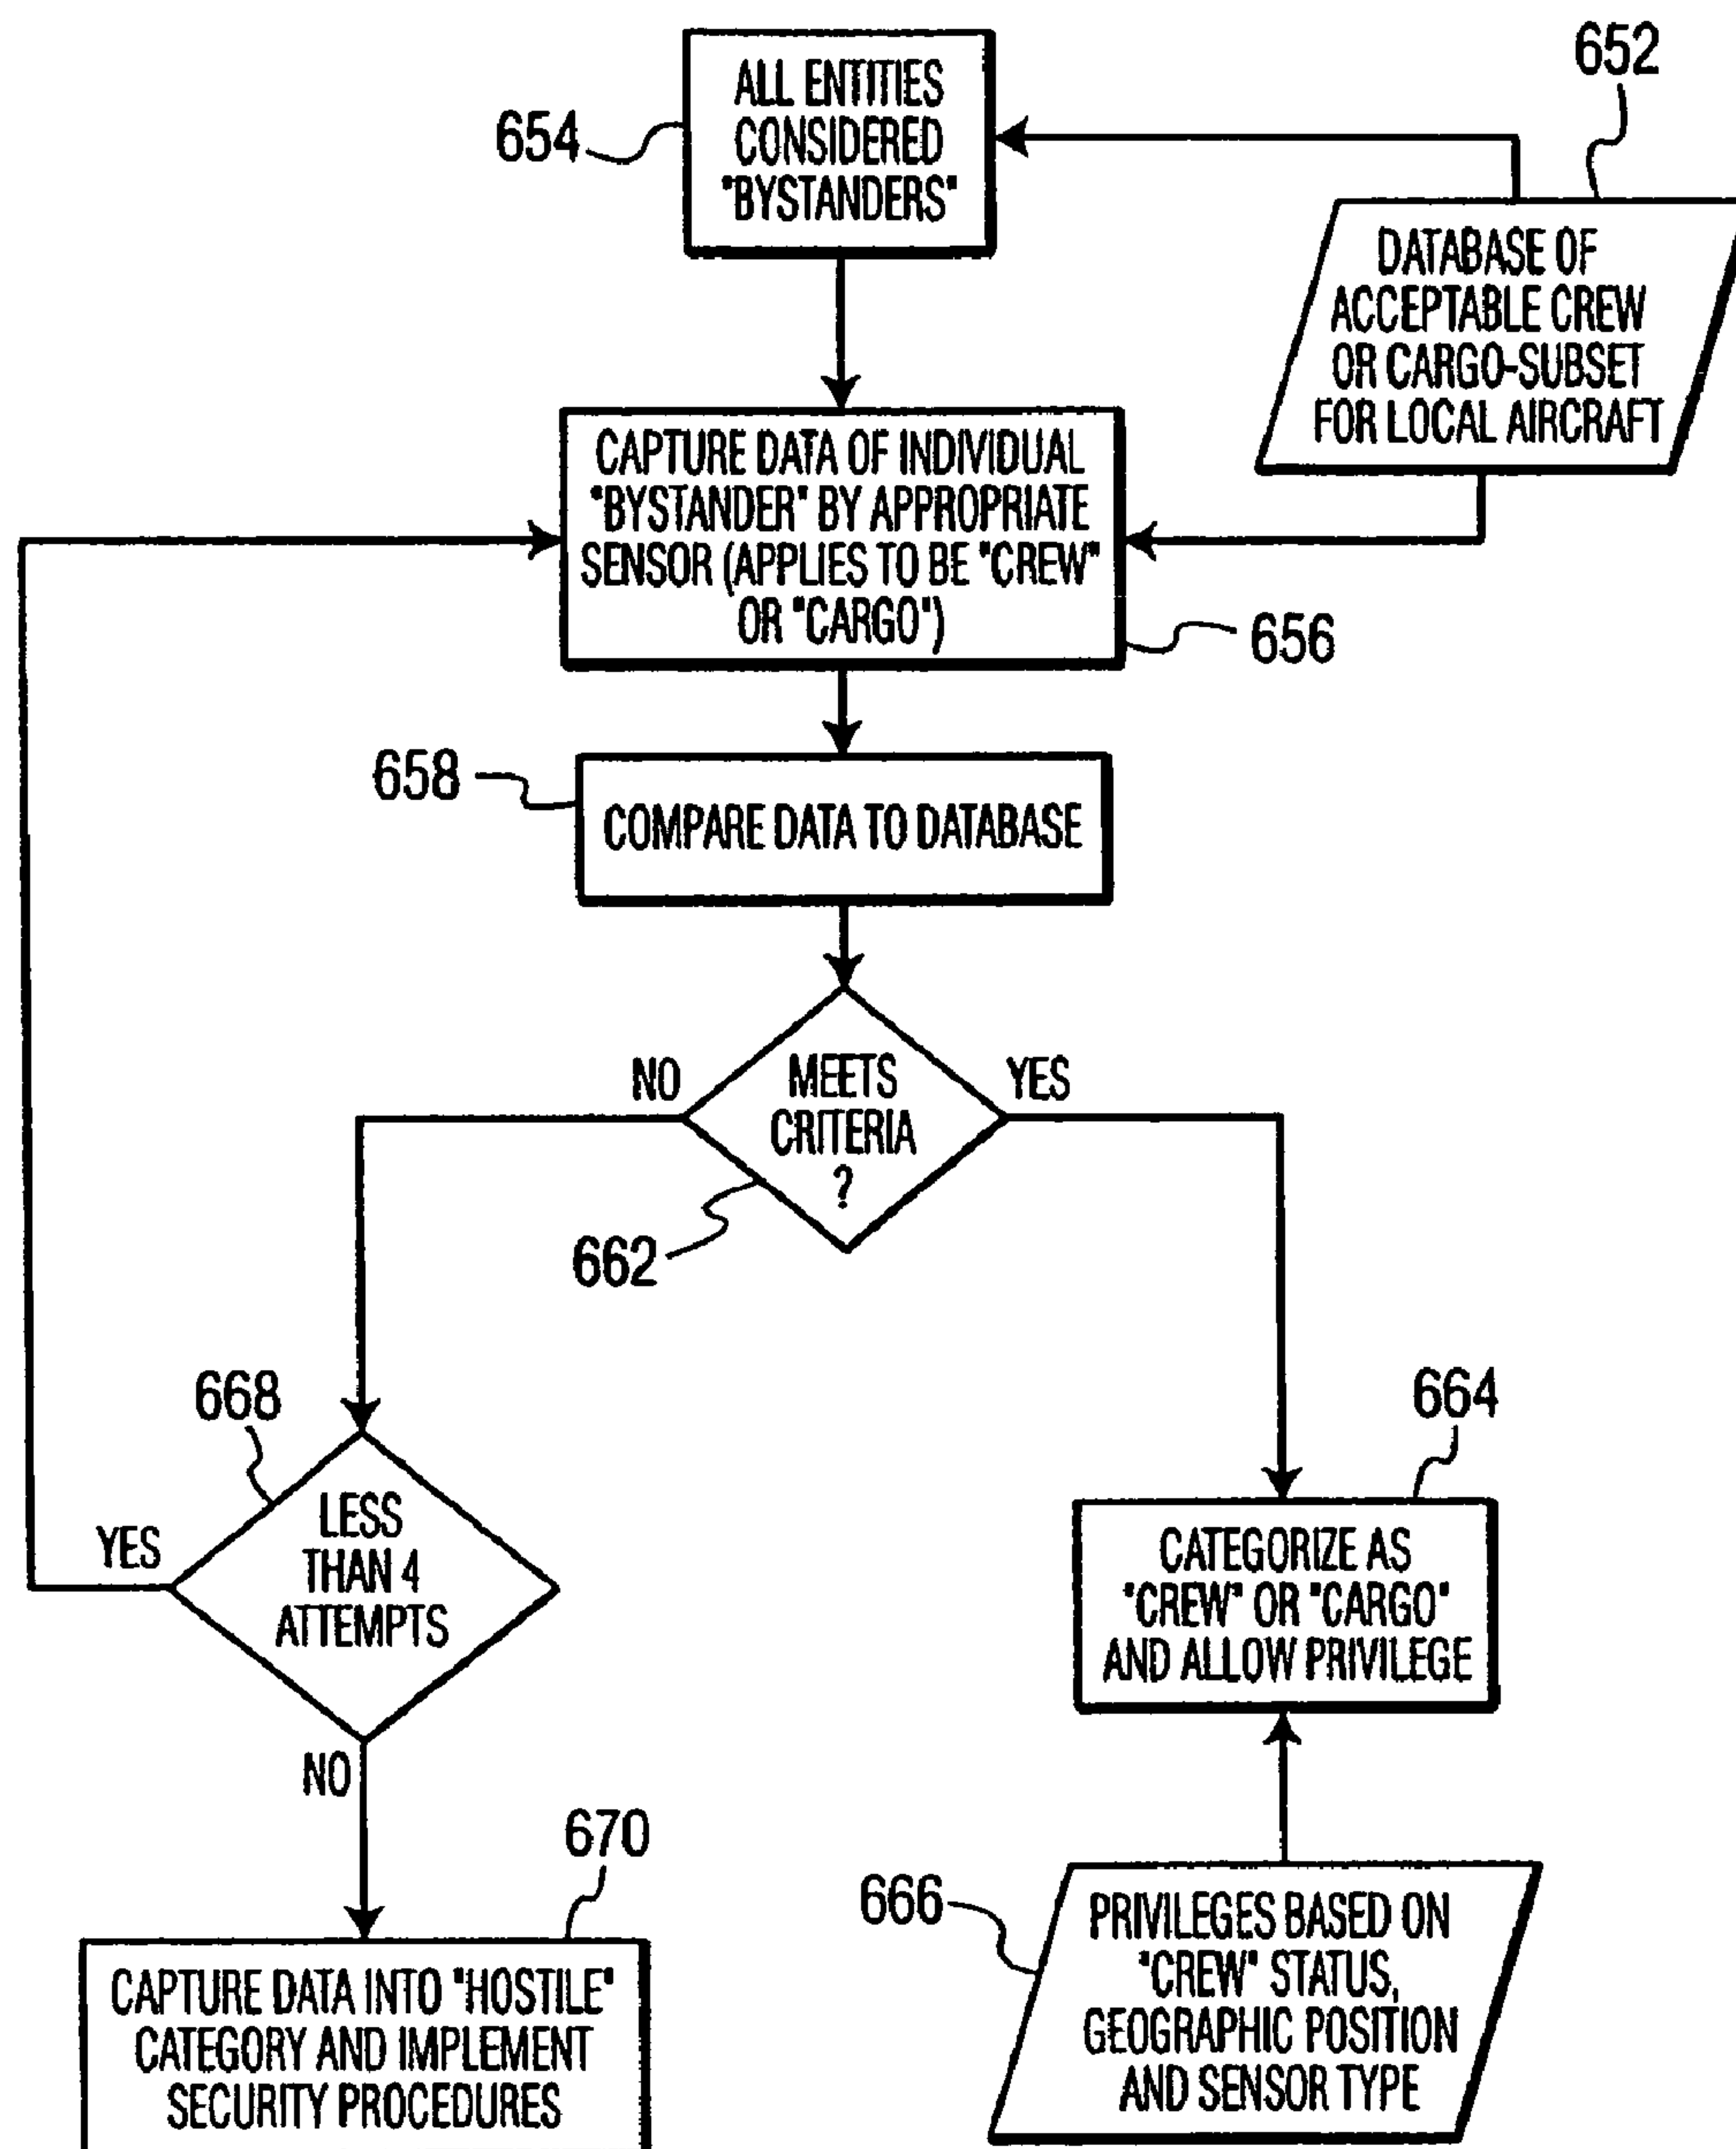 652
ALL ENTITIES
CONSIDERED
"BYSTANDERS"
654
DATABASE OF
ACCEPTABLE CREW
OR CARGO-SUBSET
FOR LOCAL AIRCRAFT
CAPTURE DATA OF INDIVIDUAL
"BYSTANDER" BY APPROPRIATE
SENSOR (APPLIES TO BE "CREW"
OR "CARGO")
656
658
COMPARE DATA TO DATABASE
NO
MEETS
CRITERIA
?
YES
662
668
LESS
THAN 4
ATTEMPTS
YES
NO
664
CATEGORIZE AS
"CREW" OR "CARGO"
AND ALLOW PRIVILEGE
670
CAPTURE DATA INTO "HOSTILE"
CATEGORY AND IMPLEMENT
SECURITY PROCEDURES
666
PRIVILEGES BASED ON
"CREW" STATUS,
GEOGRAPHIC POSITION
AND SENSOR TYPE